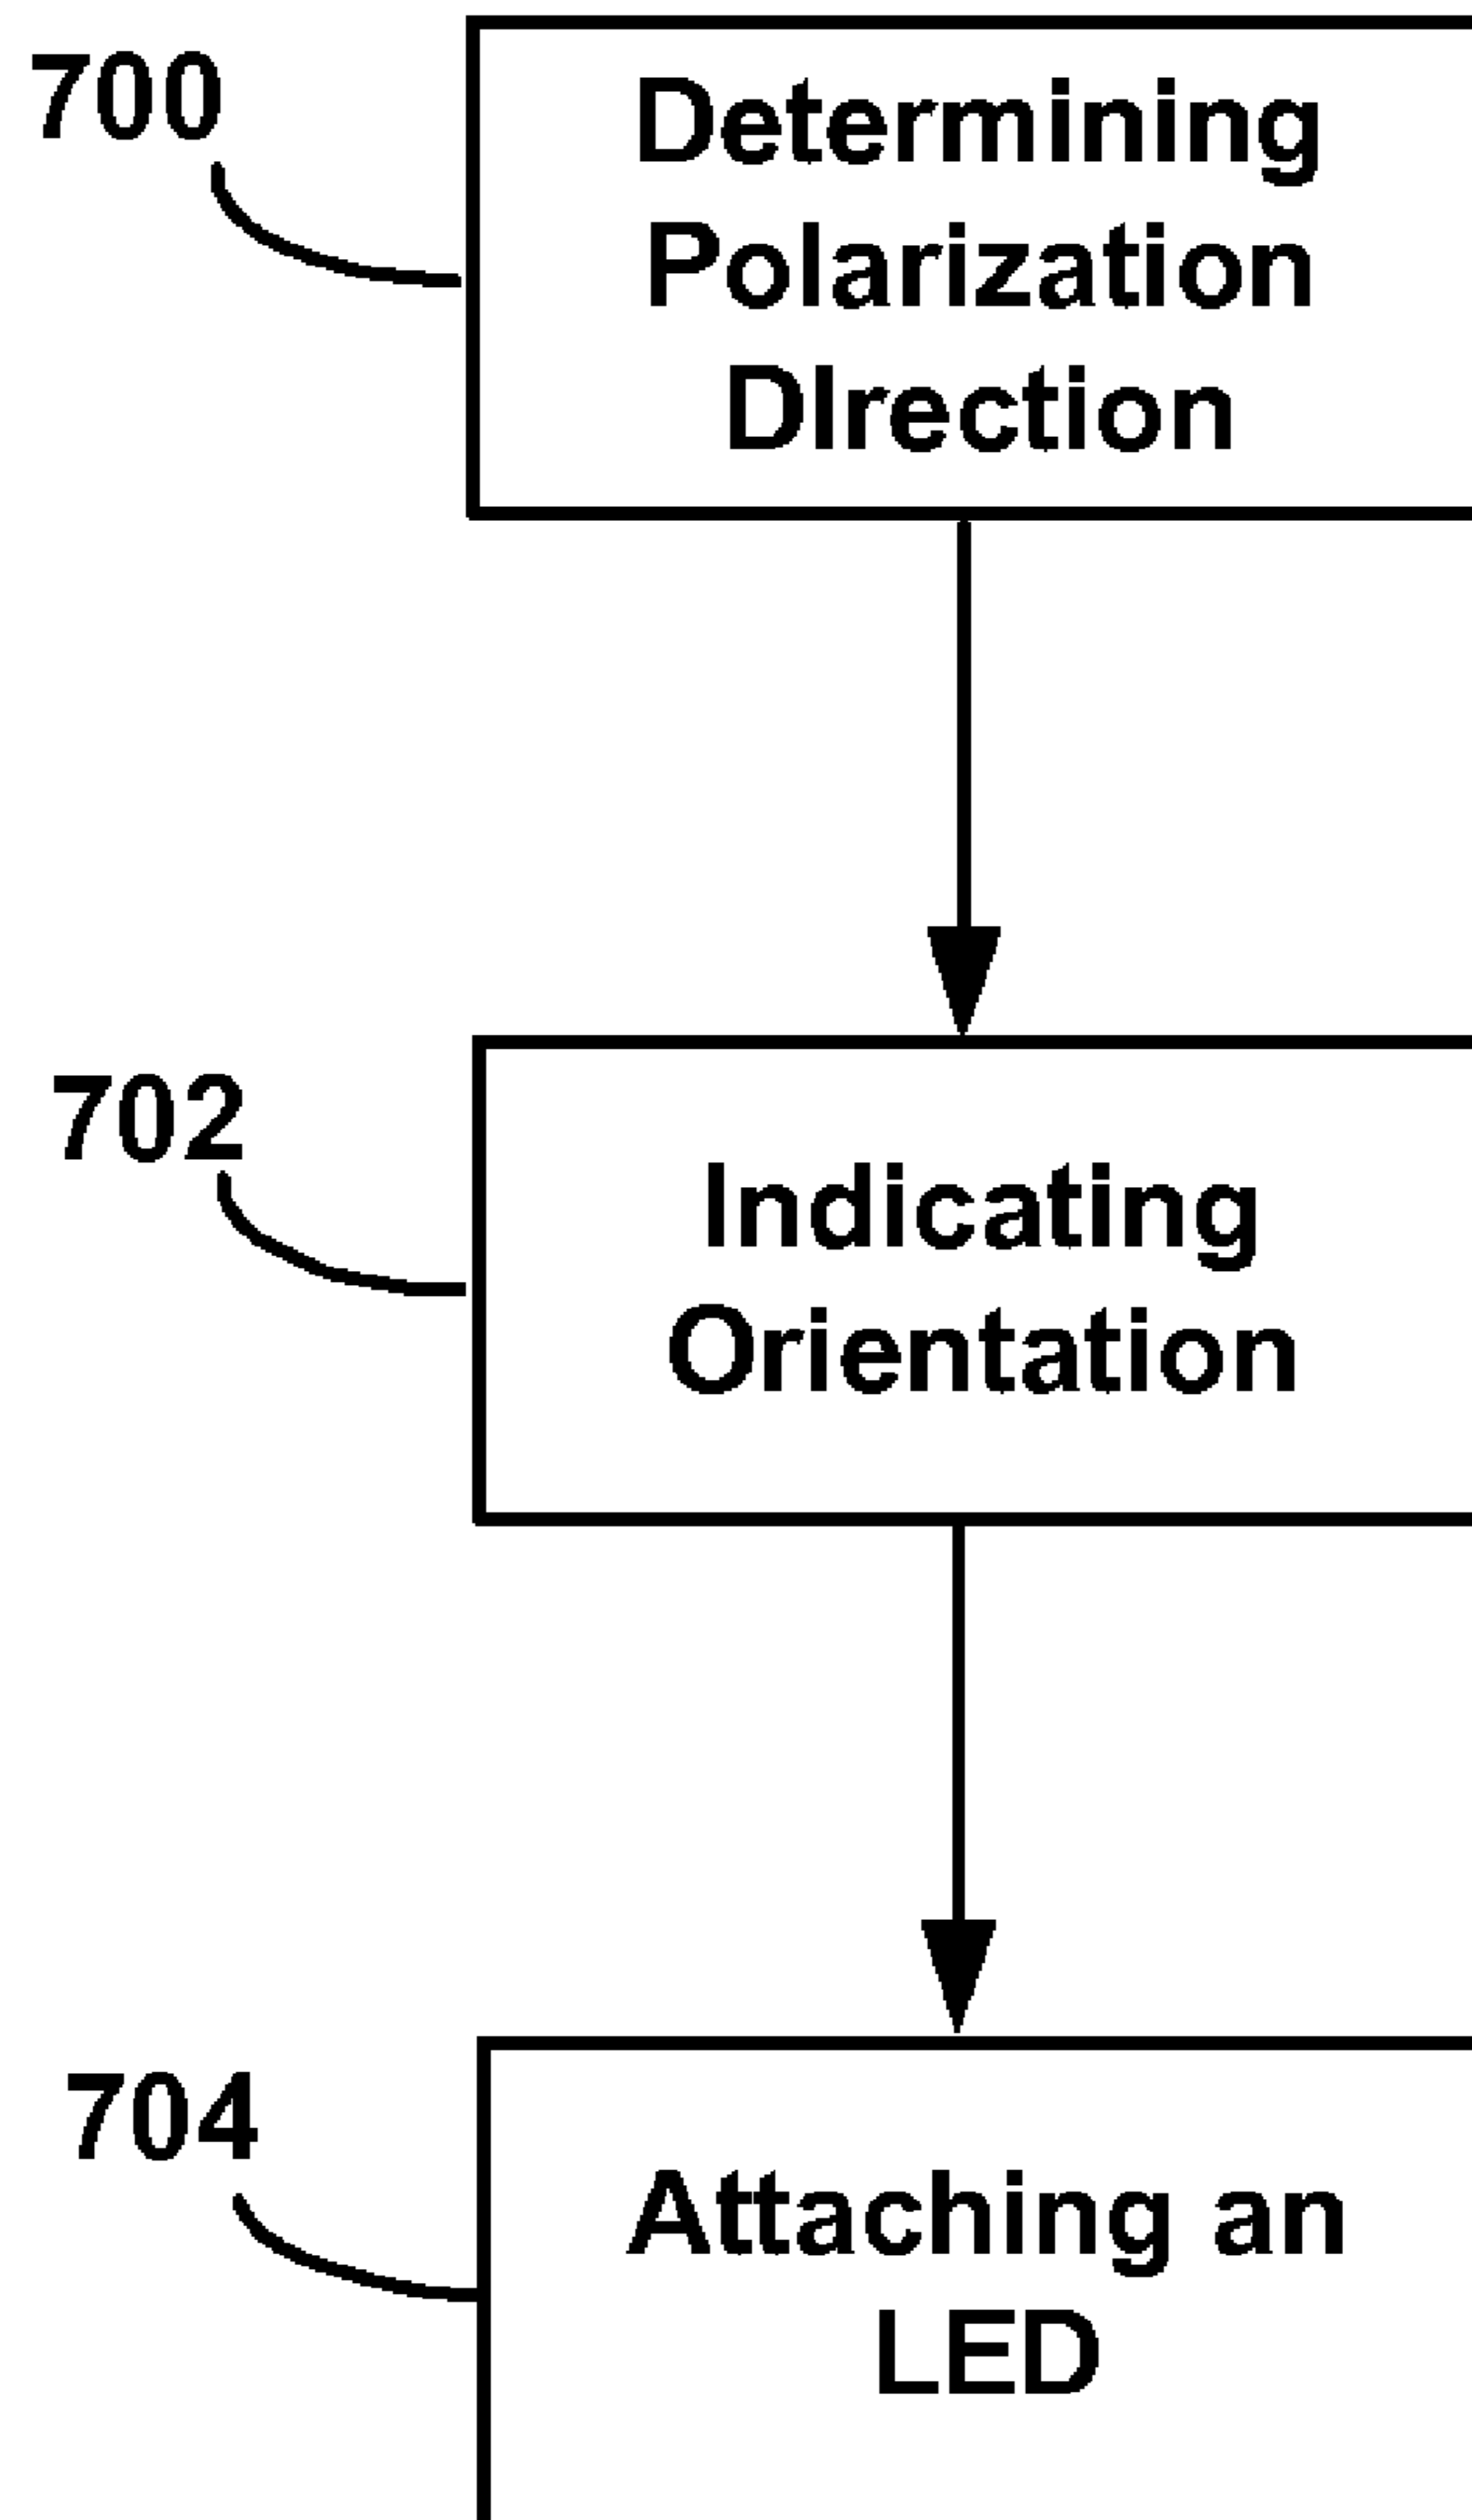 700
Determining
Polarization
DIrection
702
Indicating
Orientation
704
Attaching an
LED